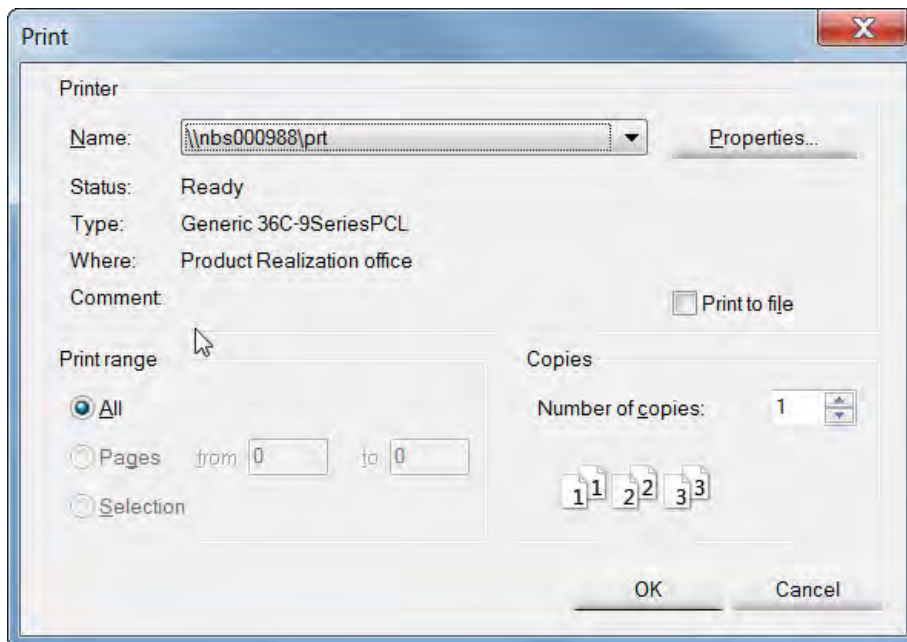 Print
Printer
Name: \\nbs000988\prt Properties...
Status: Ready
Type: Generic 36C-9SeriesPCL
Where: Product Realization office
Comment:
Print to file
Print range
All
Pages from 0 to 0
Selection
Copies
Number of copies: 1
1 1 2 2 3 3
OK Cancel